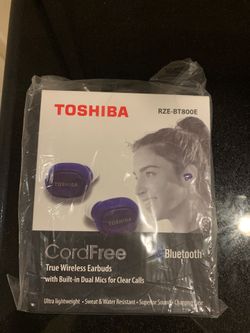 TOSHIBA
RZE-BT800E
TOSHIBA
CordFree
Bluetooth
True Wireless Earbuds
with Built-in Dual Mics for Clear Calls
Ultra lightweight • Sweat & Water Resistant • Superior Sound • Charging Case